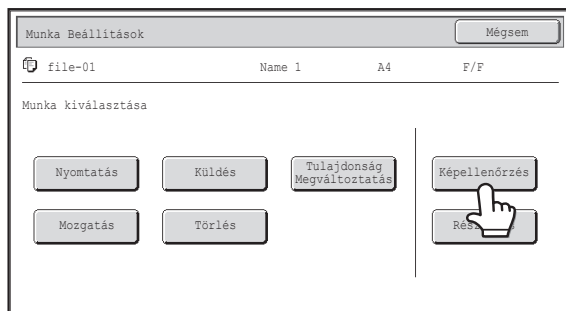 Munka Beállítások Mégsem
file-01 Name 1 A4 F/F
Munka kiválasztása
Nyomtatás Küldés Tulajdonság Megváltoztatás Képellenőrzés
Mozgatás Törlés